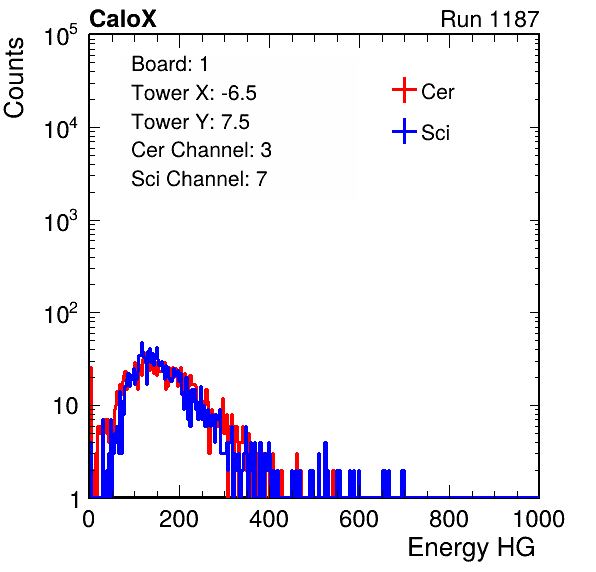 CaloX Run 1187
Counts
Board: 1
Tower X: -6.5
Tower Y: 7.5
Cer Channel: 3
Sci Channel: 7
Cer
Sci
10^5
10^4
10^3
10^2
10
1
0 200 400 600 800 1000
Energy HG